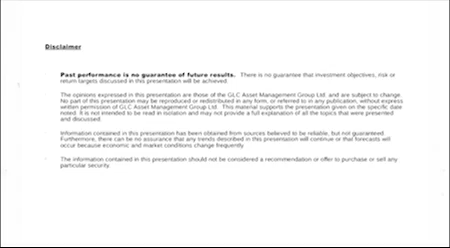 Disclaimer
Past performance is no guarantee of future results. There is no guarantee that investment objectives, risk or
return targets discussed in this presentation will be achieved.
The opinions expressed in this presentation are those of the GLC Asset Management Group Ltd. and are subject to change.
No part of this presentation may be reproduced or redistributed in any form, or referred to in any publication, without express
written permission of GLC Asset Management Group Ltd. This material supports the presentation given on the specific date
noted. It is not intended to be read in isolation and may not provide a full explanation of all the topics that were presented
and discussed.
Information contained in this presentation has been obtained from sources believed to be reliable, but not guaranteed.
Furthermore, there can be no assurance that any trends described in this presentation will continue or that forecasts will
occur because economic and market conditions change frequently.
The information contained in this presentation should not be considered a recommendation or offer to purchase or sell any
particular security.